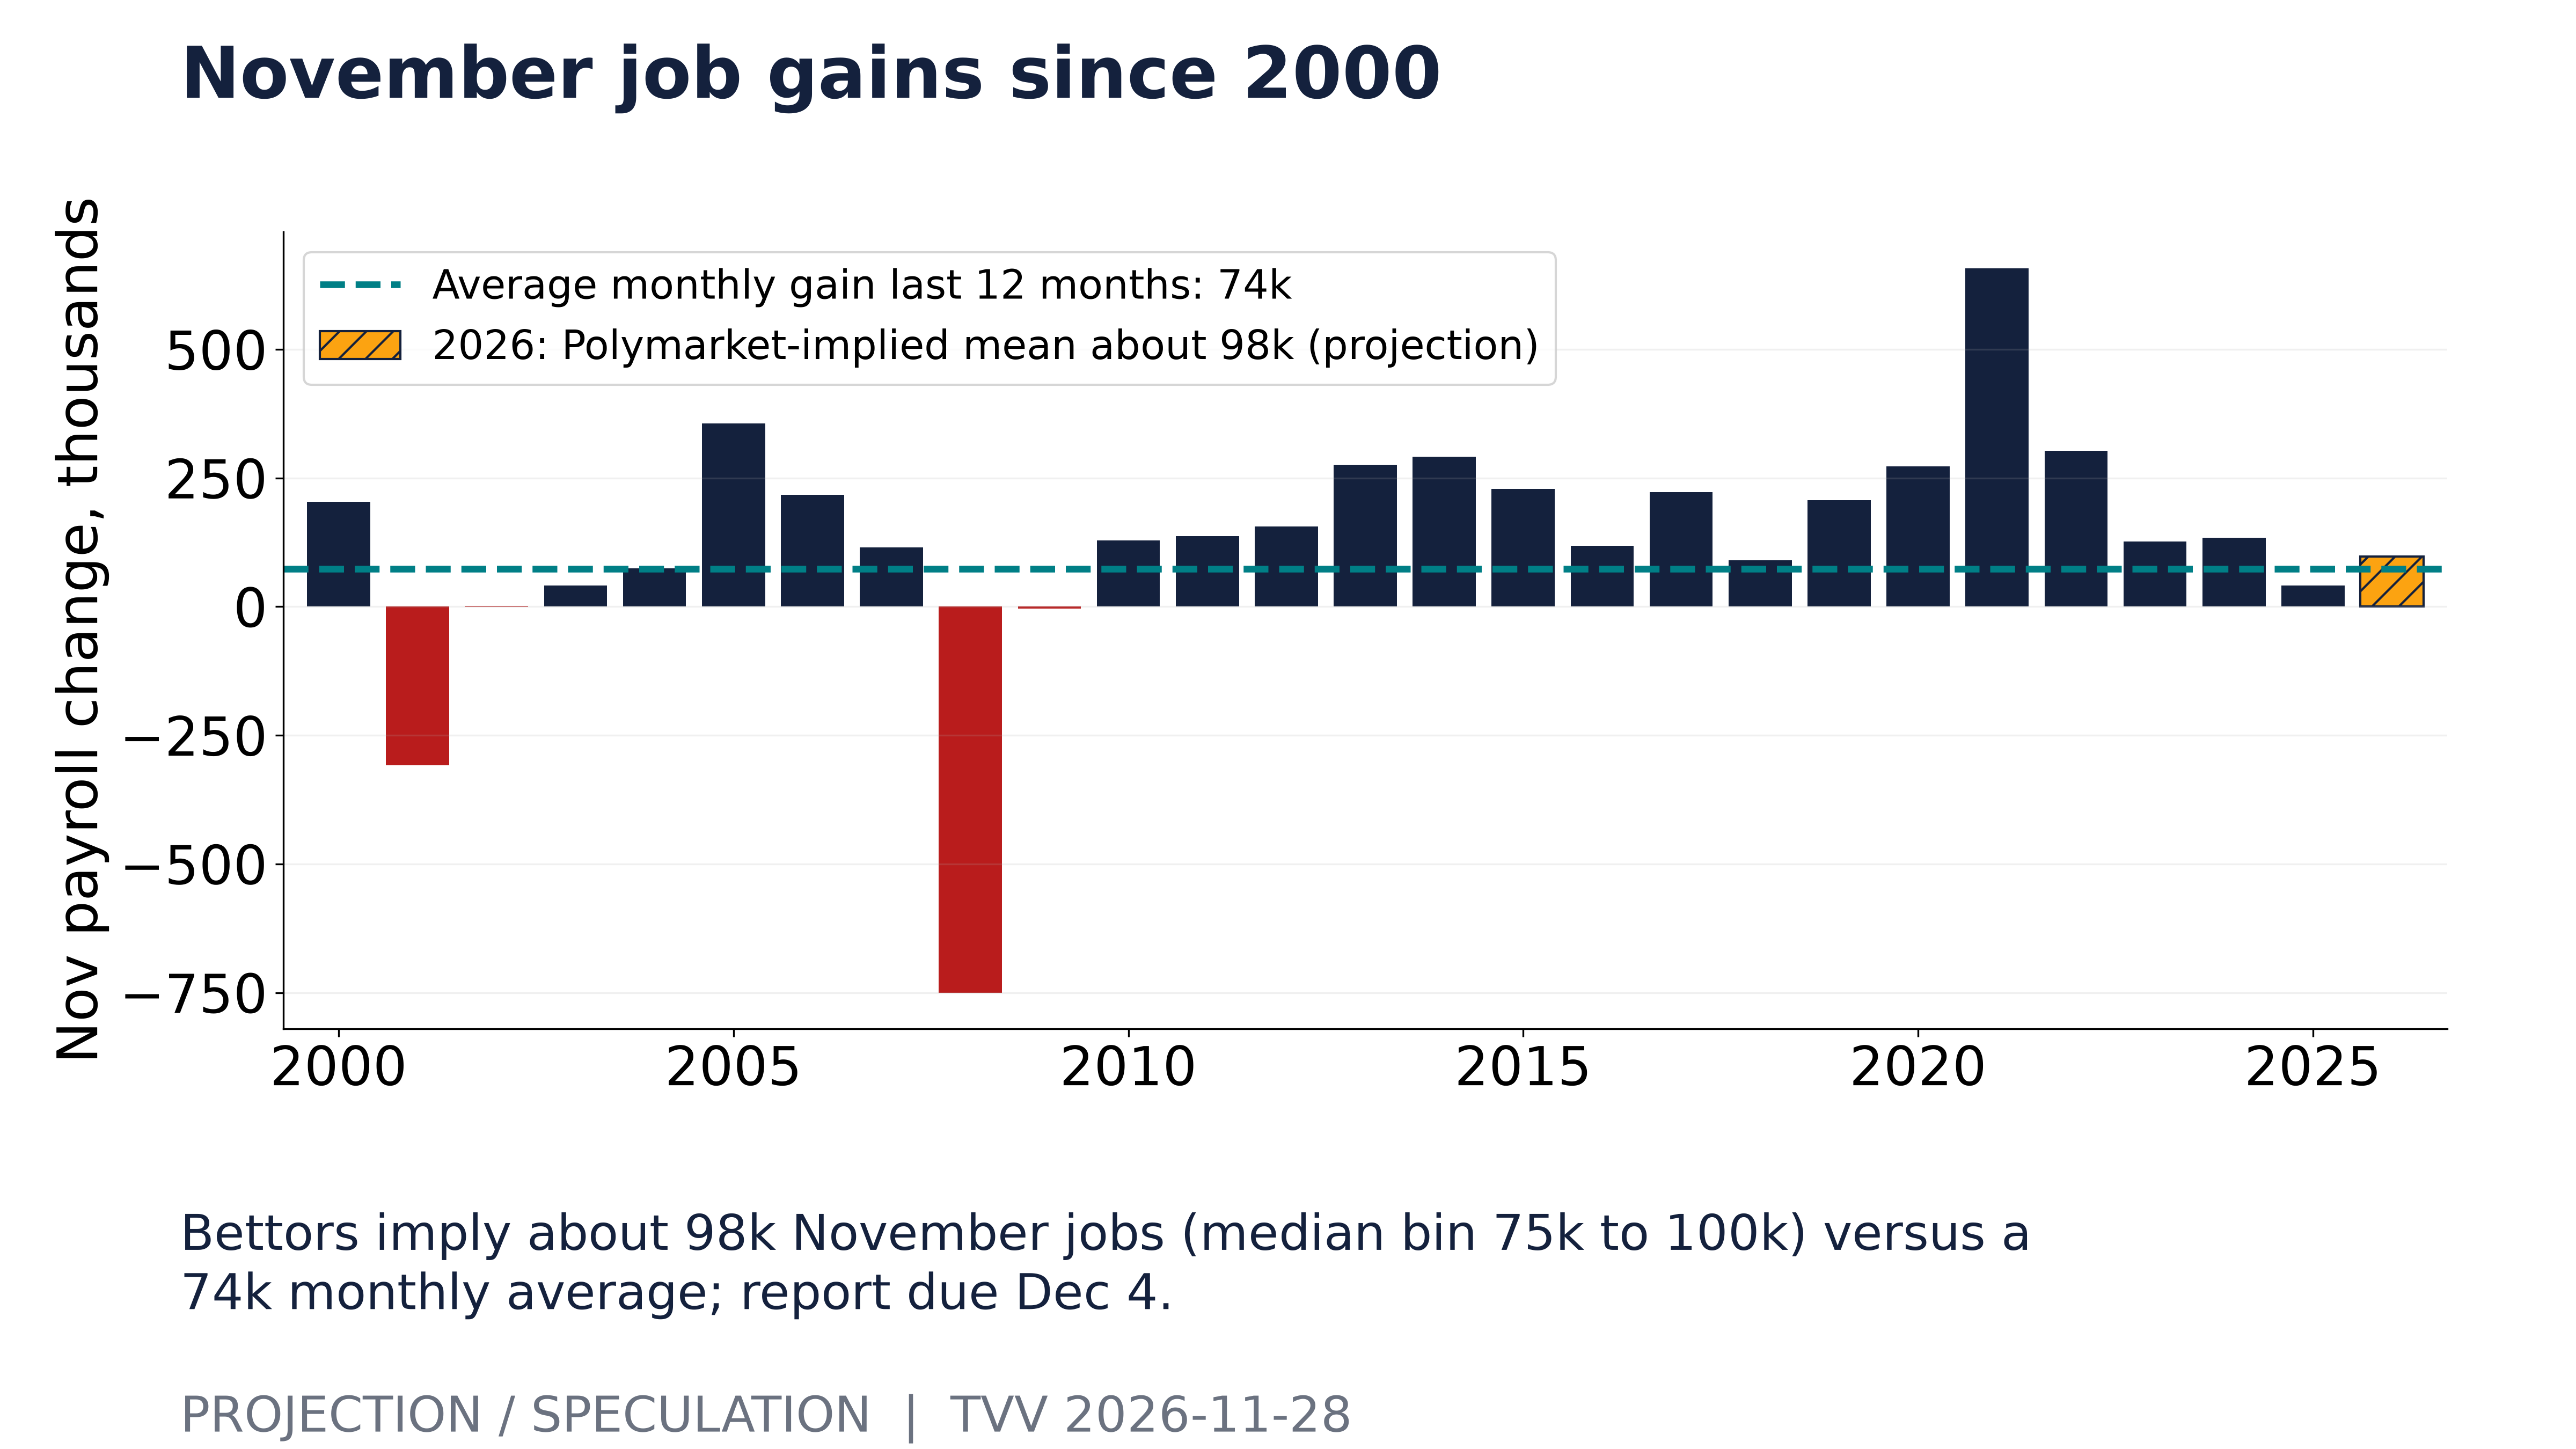 November job gains since 2000
Nov payroll change, thousands
Average monthly gain last 12 months: 74k
2026: Polymarket-implied mean about 98k (projection)
500
250
0
−250
−500
−750
2000 2005 2010 2015 2020 2025
Bettors imply about 98k November jobs (median bin 75k to 100k) versus a
74k monthly average; report due Dec 4.
PROJECTION / SPECULATION | TVV 2026-11-28